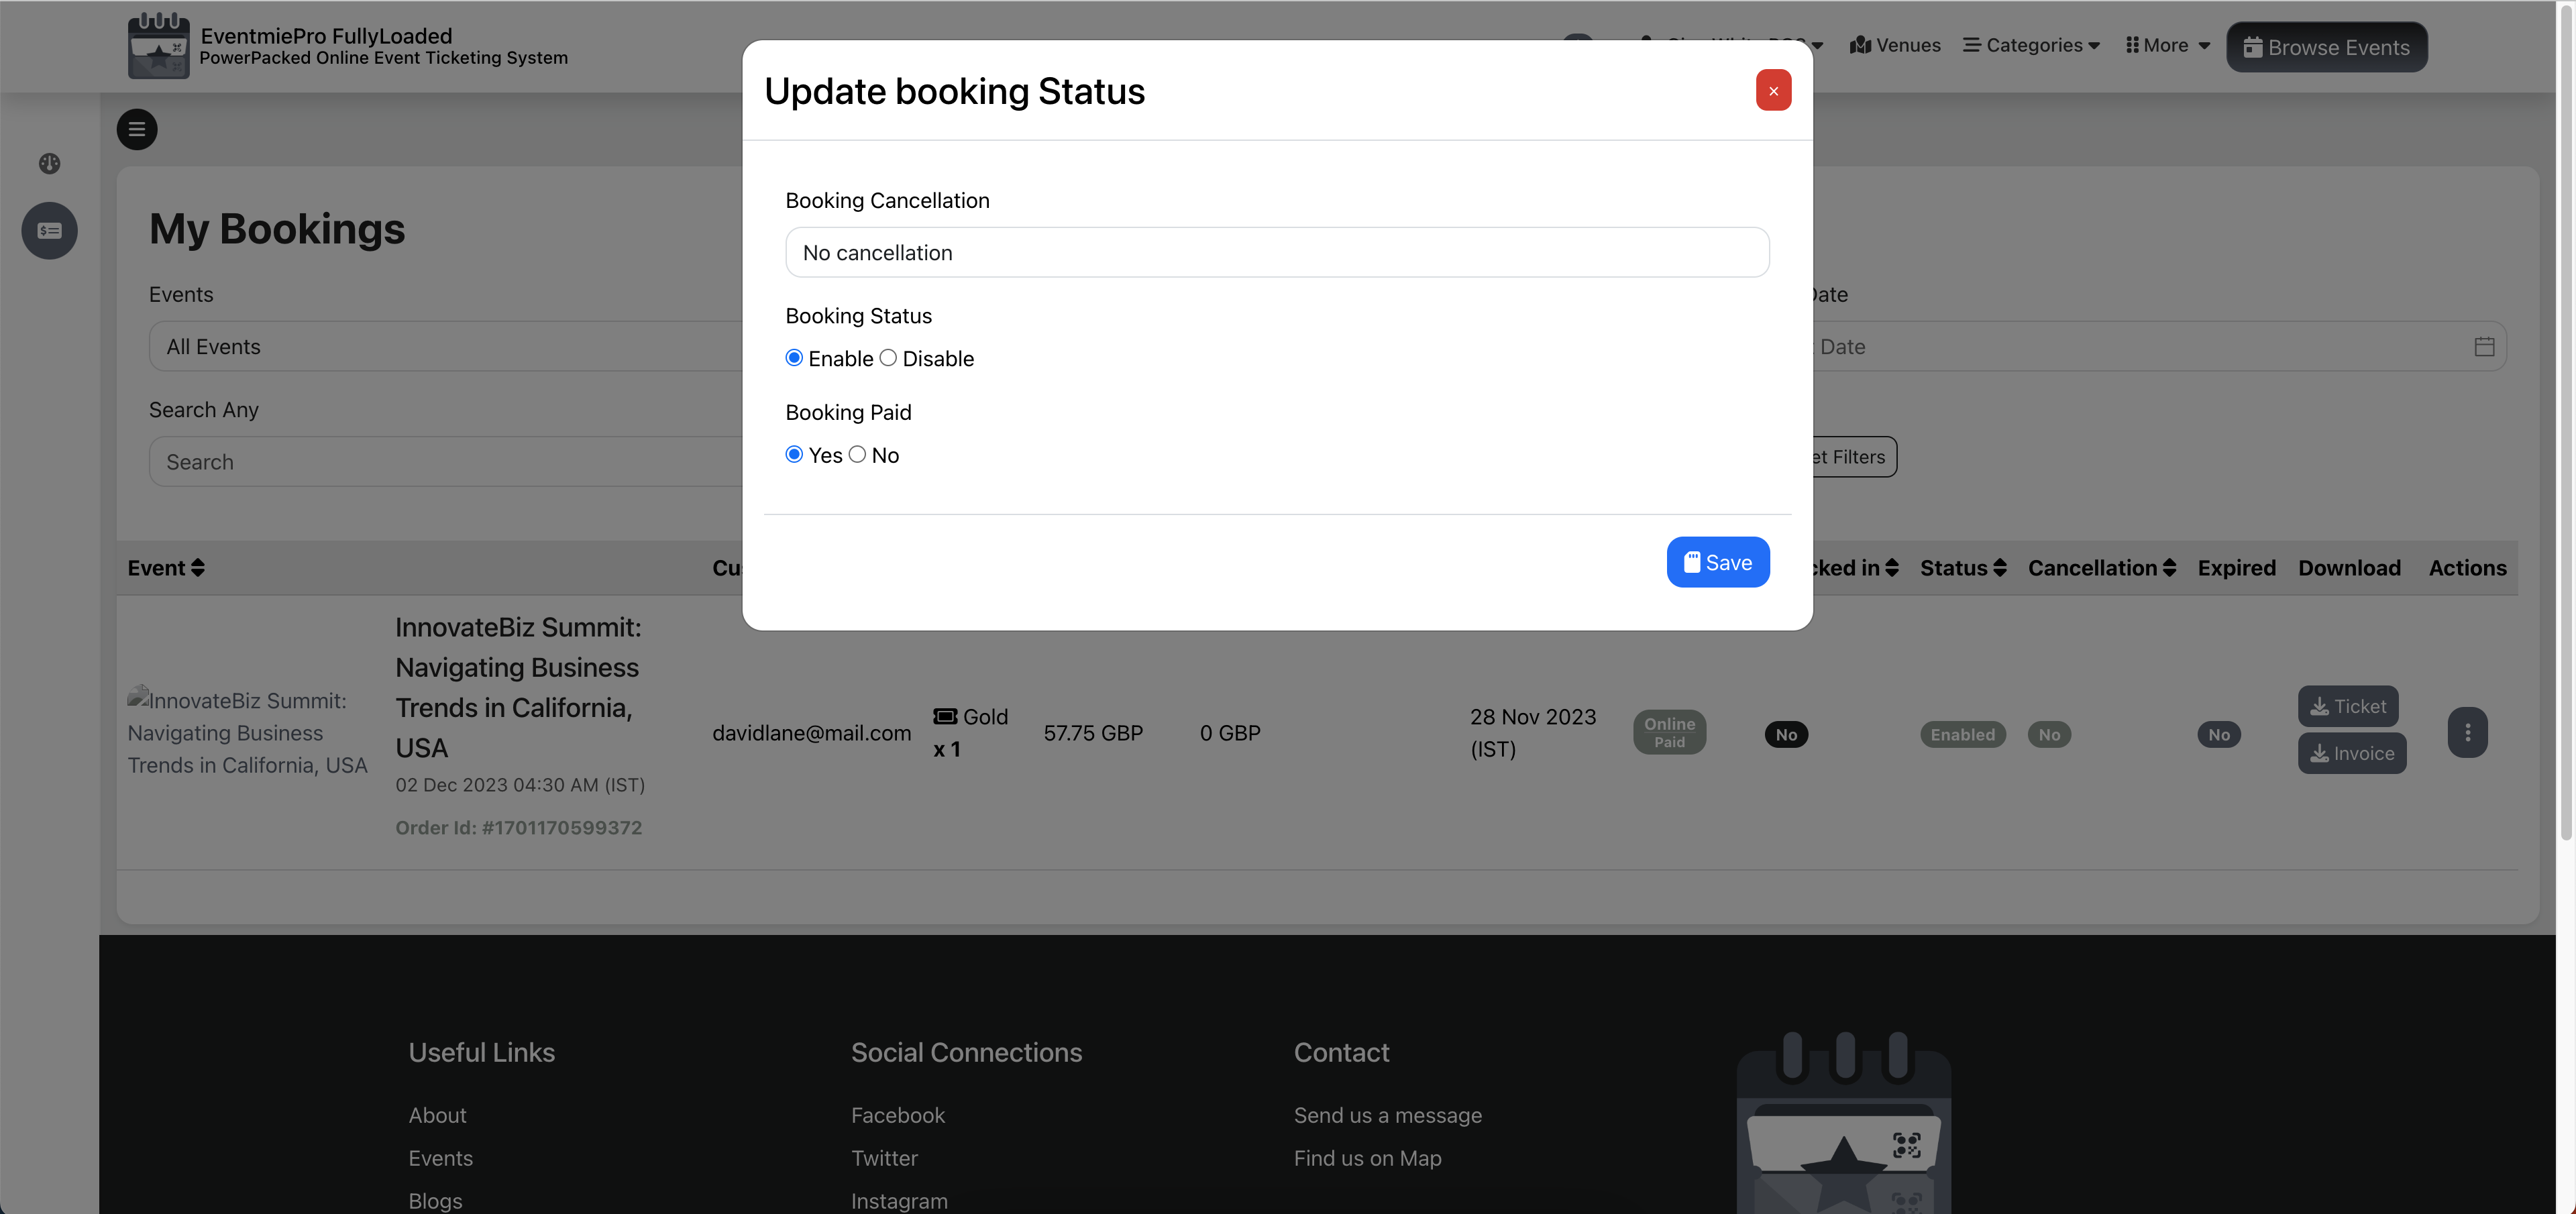 EventmiePro FullyLoaded
PowerPacked Online Event Ticketing System
Venues
Categories
More
Browse Events
Update booking Status
×
Booking Cancellation
No cancellation
Booking Status
Enable Disable
Booking Paid
Yes No
Save
My Bookings
Events
All Events
Date
Search Any
Search
Filters
Event
Status
Cancellation
Expired
Download
Actions
InnovateBiz Summit:
Navigating Business
Trends in California, USA
InnovateBiz Summit:
Navigating Business
Trends in California,
USA
02 Dec 2023 04:30 AM (IST)
Order Id: #1701170599372
davidlane@mail.com
Gold
x 1
57.75 GBP
0 GBP
28 Nov 2023
(IST)
Online
Paid
No
Enabled
No
No
Ticket
Invoice
Useful Links
About
Events
Blogs
Social Connections
Facebook
Twitter
Instagram
Contact
Send us a message
Find us on Map